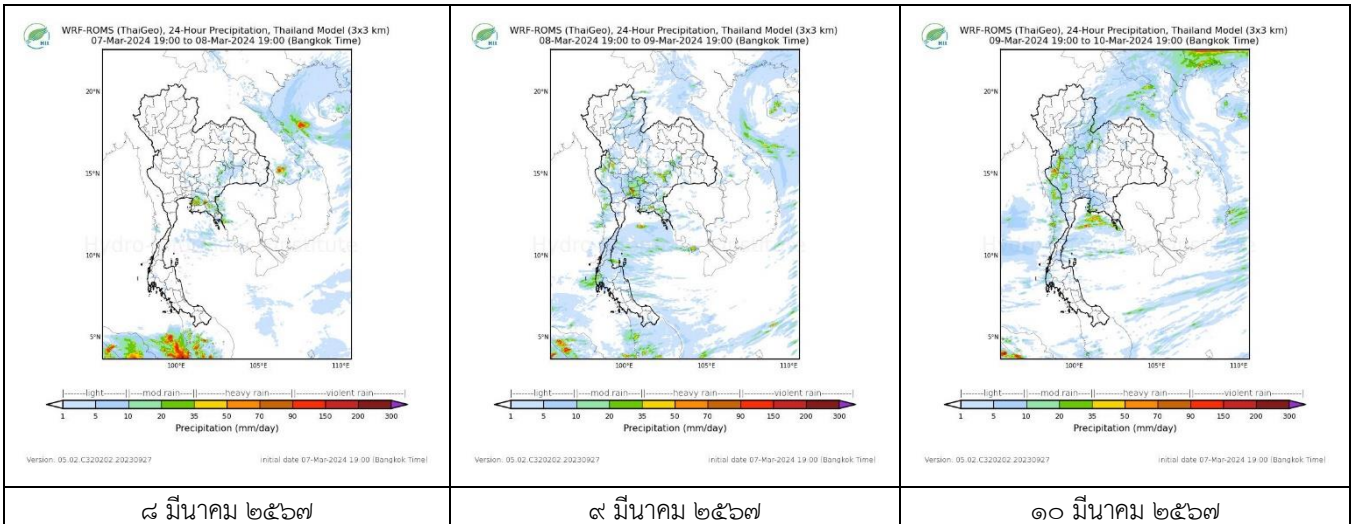 WRF-ROMS (ThaiGeo), 24-Hour Precipitation, Thailand Model (3x3 km)
07-Mar-2024 19:00 to 08-Mar-2024 19:00 (Bangkok Time)
HII
20°N
15°N
10°N
5°N
100°E
105°E
110°E
light
mod rain
heavy rain
violent rain
1 5 10 20 35 50 70 90 150 200 300
Precipitation (mm/day)
Version: 05.02.C320202.20230927
initial date 07-Mar-2024 19:00 (Bangkok Time)
๘ มีนาคม ๒๕๖๗
WRF-ROMS (ThaiGeo), 24-Hour Precipitation, Thailand Model (3x3 km)
08-Mar-2024 19:00 to 09-Mar-2024 19:00 (Bangkok Time)
HII
20°N
15°N
10°N
5°N
100°E
105°E
110°E
light
mod rain
heavy rain
violent rain
1 5 10 20 35 50 70 90 150 200 300
Precipitation (mm/day)
Version: 05.02.C320202.20230927
initial date 07-Mar-2024 19:00 (Bangkok Time)
๙ มีนาคม ๒๕๖๗
WRF-ROMS (ThaiGeo), 24-Hour Precipitation, Thailand Model (3x3 km)
09-Mar-2024 19:00 to 10-Mar-2024 19:00 (Bangkok Time)
HII
20°N
15°N
10°N
5°N
100°E
105°E
110°E
light
mod rain
heavy rain
violent rain
1 5 10 20 35 50 70 90 150 200 300
Precipitation (mm/day)
Version: 05.02.C320202.20230927
initial date 07-Mar-2024 19:00 (Bangkok Time)
๑๐ มีนาคม ๒๕๖๗